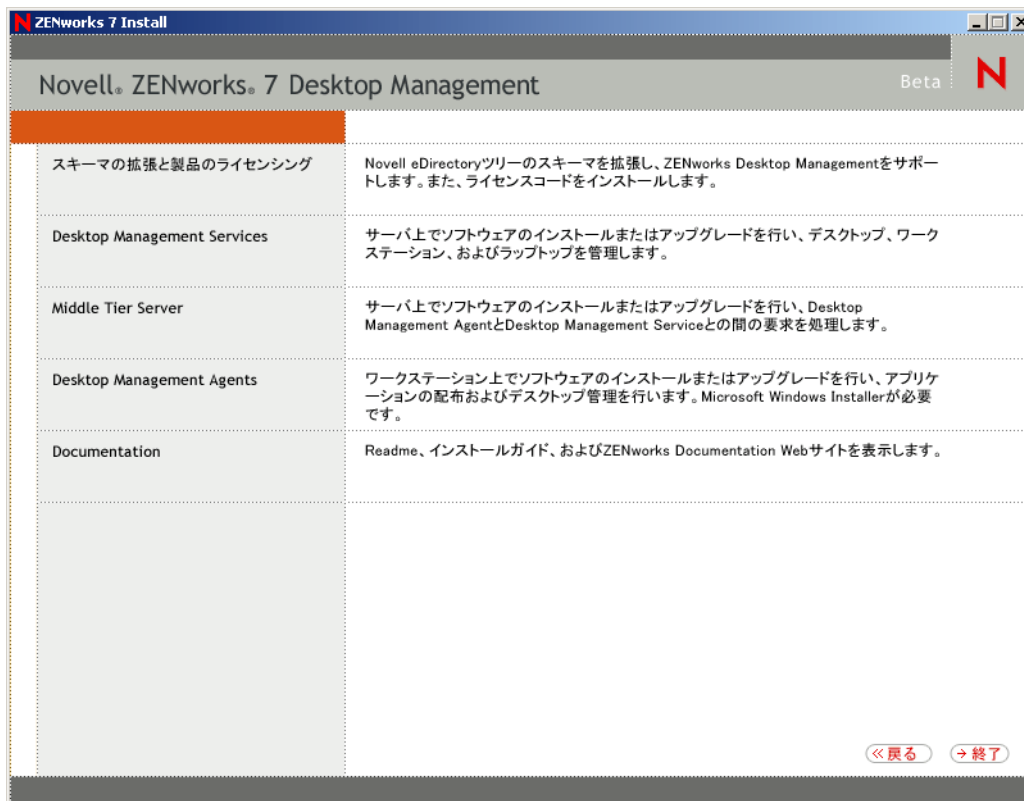 ZENworks 7 Install
Novell® ZENworks® 7 Desktop Management
Beta
N
スキーマの拡張と製品のライセンシング
Novell eDirectoryツリーのスキーマを拡張し、ZENworks Desktop Managementをサポー
トします。また、ライセンスコードをインストールします。
Desktop Management Services
サーバ上でソフトウェアのインストールまたはアップグレードを行い、デスクトップ、ワーク
ステーション、およびラップトップを管理します。
Middle Tier Server
サーバ上でソフトウェアのインストールまたはアップグレードを行い、Desktop
Management AgentとDesktop Management Serviceとの間の要求を処理します。
Desktop Management Agents
ワークステーション上でソフトウェアのインストールまたはアップグレードを行い、アプリケ
ーションの配布およびデスクトップ管理を行います。Microsoft Windows Installerが必要
です。
Documentation
Readme、インストールガイド、およびZENworks Documentation Webサイトを表示します。
戻る
終了